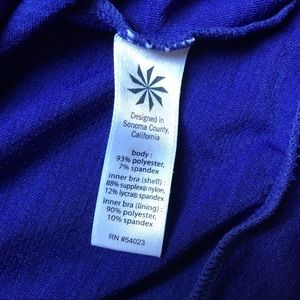 Designed in
Sonoma County,
California
body :
93% polyester,
7% spandex
inner bra (shell) :
88% supplex® nylon,
12% lycra® spandex
inner bra (lining) :
90% polyester,
10% spandex
RN #54023